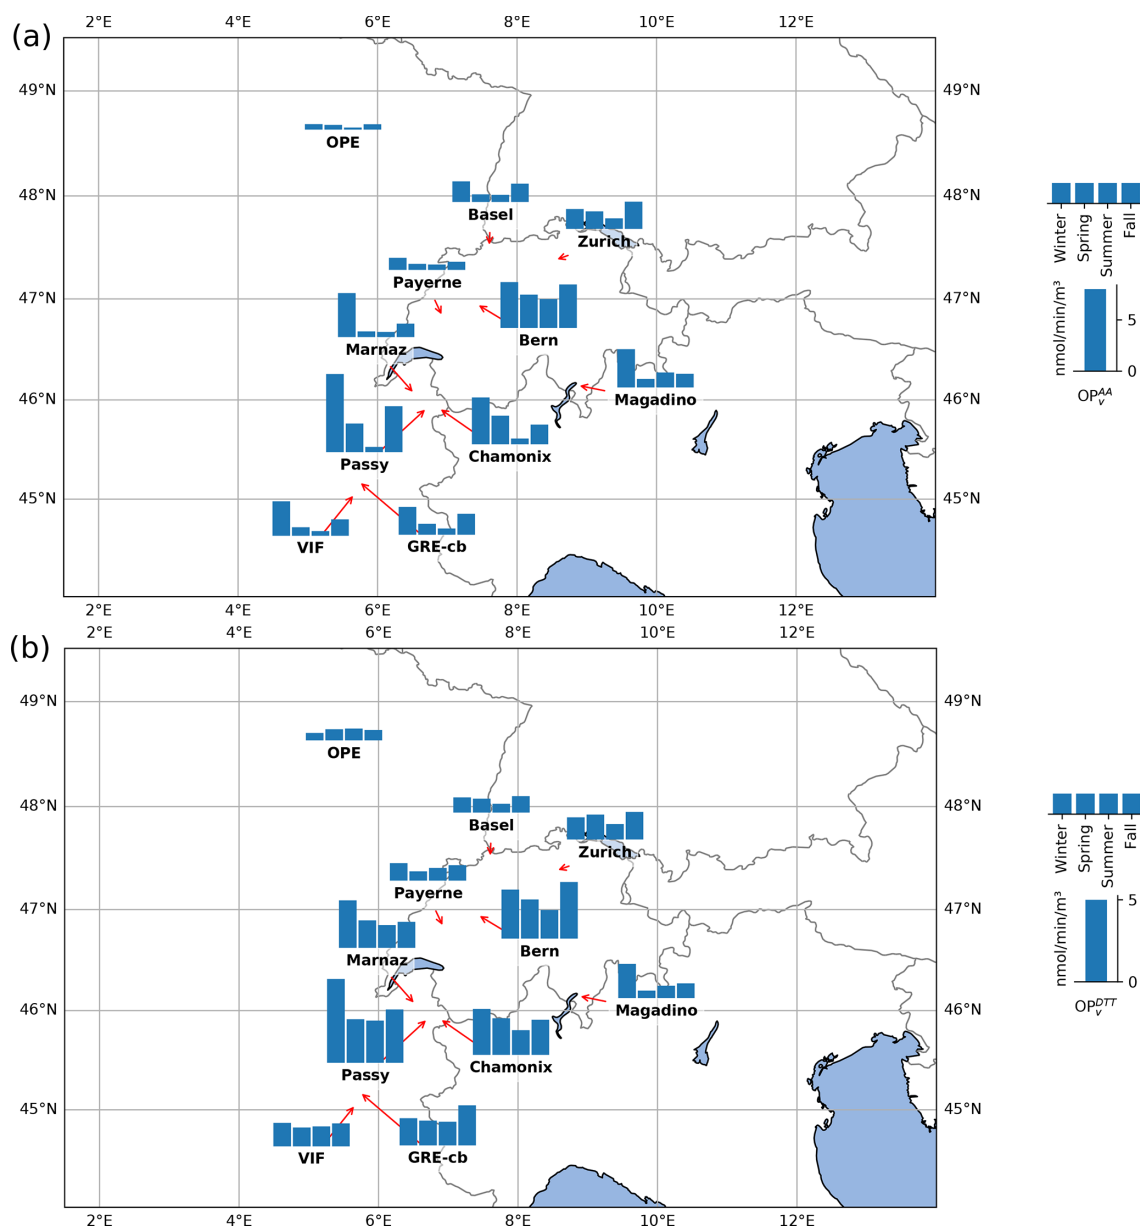 (a)
2°E 4°E 6°E 8°E 10°E 12°E
49°N 49°N
OPE
48°N 48°N
Basel
Zurich
Winter Spring Summer Fall
Payerne
47°N 47°N
Bern
nmol/min/m³
5
0
Marnaz
OP_v^AA
46°N 46°N
Magadino
Passy
Chamonix
45°N 45°N
VIF
GRE-cb
2°E 4°E 6°E 8°E 10°E 12°E
(b)
2°E 4°E 6°E 8°E 10°E 12°E
49°N 49°N
OPE
48°N 48°N
Basel
Zurich
Winter Spring Summer Fall
Payerne
47°N 47°N
Bern
nmol/min/m³
5
0
Marnaz
OP_v^DTT
46°N 46°N
Magadino
Passy
Chamonix
45°N 45°N
VIF
GRE-cb
2°E 4°E 6°E 8°E 10°E 12°E